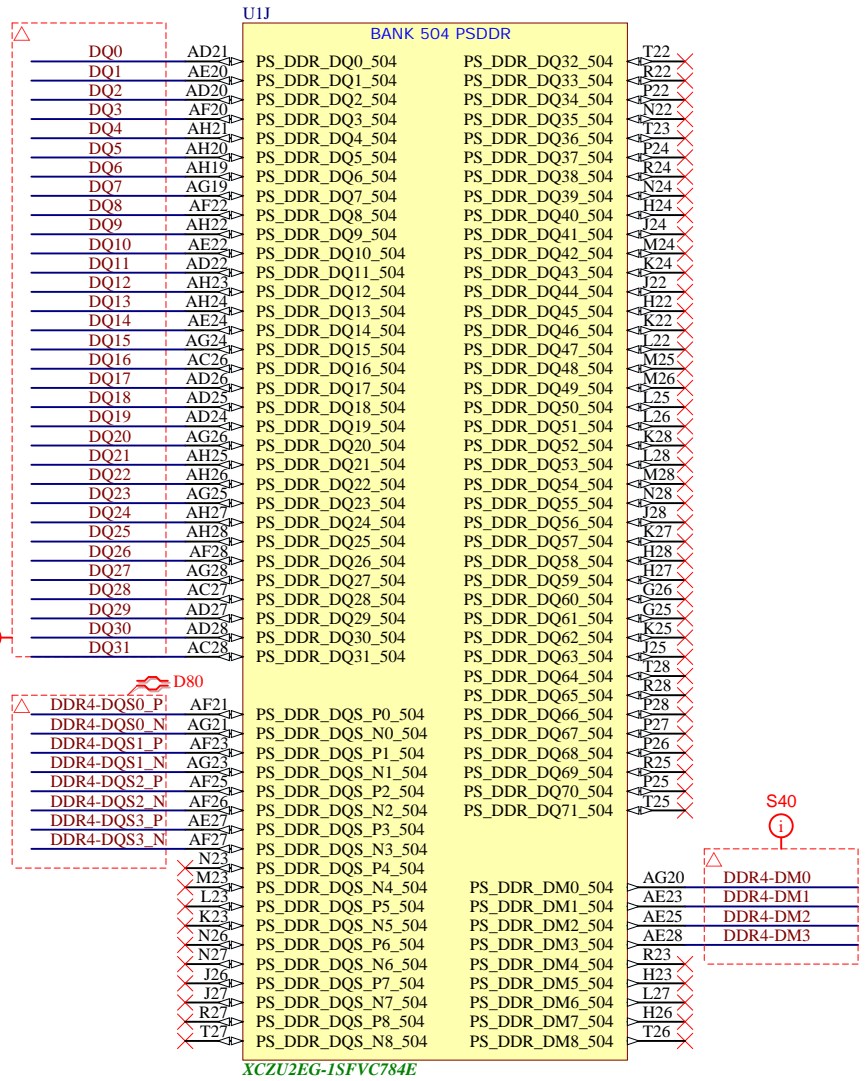 U1J
BANK 504 PSDDR
DQ0 AD21 PS_DDR_DQ0_504 PS_DDR_DQ32_504 T22
DQ1 AE20 PS_DDR_DQ1_504 PS_DDR_DQ33_504 R22
DQ2 AD20 PS_DDR_DQ2_504 PS_DDR_DQ34_504 P22
DQ3 AF20 PS_DDR_DQ3_504 PS_DDR_DQ35_504 N22
DQ4 AH21 PS_DDR_DQ4_504 PS_DDR_DQ36_504 T23
DQ5 AH20 PS_DDR_DQ5_504 PS_DDR_DQ37_504 P24
DQ6 AH19 PS_DDR_DQ6_504 PS_DDR_DQ38_504 R24
DQ7 AG19 PS_DDR_DQ7_504 PS_DDR_DQ39_504 N24
DQ8 AF22 PS_DDR_DQ8_504 PS_DDR_DQ40_504 H24
DQ9 AH22 PS_DDR_DQ9_504 PS_DDR_DQ41_504 J24
DQ10 AE22 PS_DDR_DQ10_504 PS_DDR_DQ42_504 M24
DQ11 AD22 PS_DDR_DQ11_504 PS_DDR_DQ43_504 K24
DQ12 AH23 PS_DDR_DQ12_504 PS_DDR_DQ44_504 J22
DQ13 AH24 PS_DDR_DQ13_504 PS_DDR_DQ45_504 H22
DQ14 AE24 PS_DDR_DQ14_504 PS_DDR_DQ46_504 K22
DQ15 AG24 PS_DDR_DQ15_504 PS_DDR_DQ47_504 L22
DQ16 AC26 PS_DDR_DQ16_504 PS_DDR_DQ48_504 M25
DQ17 AD26 PS_DDR_DQ17_504 PS_DDR_DQ49_504 M26
DQ18 AD25 PS_DDR_DQ18_504 PS_DDR_DQ50_504 L25
DQ19 AD24 PS_DDR_DQ19_504 PS_DDR_DQ51_504 L26
DQ20 AG26 PS_DDR_DQ20_504 PS_DDR_DQ52_504 K28
DQ21 AH25 PS_DDR_DQ21_504 PS_DDR_DQ53_504 L28
DQ22 AH26 PS_DDR_DQ22_504 PS_DDR_DQ54_504 M28
DQ23 AG25 PS_DDR_DQ23_504 PS_DDR_DQ55_504 N28
DQ24 AH27 PS_DDR_DQ24_504 PS_DDR_DQ56_504 J28
DQ25 AH28 PS_DDR_DQ25_504 PS_DDR_DQ57_504 K27
DQ26 AF28 PS_DDR_DQ26_504 PS_DDR_DQ58_504 H28
DQ27 AG28 PS_DDR_DQ27_504 PS_DDR_DQ59_504 H27
DQ28 AC27 PS_DDR_DQ28_504 PS_DDR_DQ60_504 G26
DQ29 AD27 PS_DDR_DQ29_504 PS_DDR_DQ61_504 G25
DQ30 AD28 PS_DDR_DQ30_504 PS_DDR_DQ62_504 K25
DQ31 AC28 PS_DDR_DQ31_504 PS_DDR_DQ63_504 J25
PS_DDR_DQ64_504 T28
D80 PS_DDR_DQ65_504 R28
DDR4-DQS0_P AF21 PS_DDR_DQS_P0_504 PS_DDR_DQ66_504 P28
DDR4-DQS0_N AG21 PS_DDR_DQS_N0_504 PS_DDR_DQ67_504 P27
DDR4-DQS1_P AF23 PS_DDR_DQS_P1_504 PS_DDR_DQ68_504 P26
DDR4-DQS1_N AG23 PS_DDR_DQS_N1_504 PS_DDR_DQ69_504 R25
DDR4-DQS2_P AF25 PS_DDR_DQS_P2_504 PS_DDR_DQ70_504 P25
DDR4-DQS2_N AF26 PS_DDR_DQS_N2_504 PS_DDR_DQ71_504 T25
S40
i
DDR4-DQS3_P AE27 PS_DDR_DQS_P3_504
DDR4-DQS3_N AF27 PS_DDR_DQS_N3_504
N23 PS_DDR_DQS_P4_504
M23 PS_DDR_DQS_N4_504 PS_DDR_DM0_504 AG20 DDR4-DM0
L23 PS_DDR_DQS_P5_504 PS_DDR_DM1_504 AE23 DDR4-DM1
K23 PS_DDR_DQS_N5_504 PS_DDR_DM2_504 AE25 DDR4-DM2
N26 PS_DDR_DQS_P6_504 PS_DDR_DM3_504 AE28 DDR4-DM3
N27 PS_DDR_DQS_N6_504 PS_DDR_DM4_504 R23
J26 PS_DDR_DQS_P7_504 PS_DDR_DM5_504 H23
J27 PS_DDR_DQS_N7_504 PS_DDR_DM6_504 L27
R27 PS_DDR_DQS_P8_504 PS_DDR_DM7_504 H26
T27 PS_DDR_DQS_N8_504 PS_DDR_DM8_504 T26
XCZU2EG-1SFVC784E